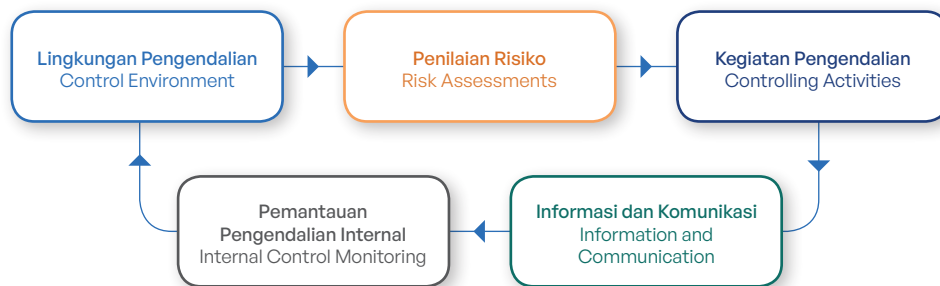 Lingkungan Pengendalian
Control Environment
Penilaian Risiko
Risk Assessments
Kegiatan Pengendalian
Controlling Activities
Pemantauan
Pengendalian Internal
Internal Control Monitoring
Informasi dan Komunikasi
Information and
Communication